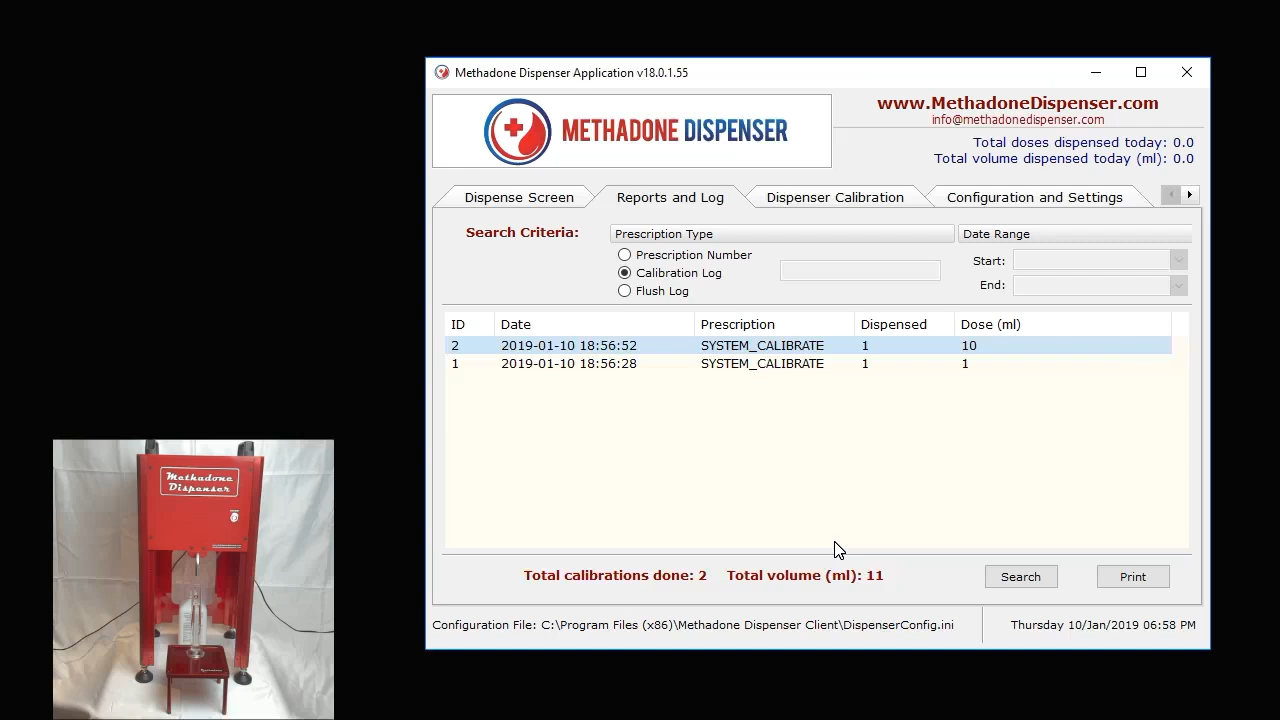 Methadone Dispenser Application v18.0.1.55
METHADONE DISPENSER
www.MethadoneDispenser.com
info@methadonedispenser.com
Total doses dispensed today: 0.0
Total volume dispensed today (ml): 0.0
Dispense Screen Reports and Log Dispenser Calibration Configuration and Settings
Search Criteria:
Prescription Type
Date Range
Prescription Number
Calibration Log
Flush Log
Start:
End:
ID Date Prescription Dispensed Dose (ml)
2 2019-01-10 18:56:52 SYSTEM_CALIBRATE 1 10
1 2019-01-10 18:56:28 SYSTEM_CALIBRATE 1 1
Total calibrations done: 2 Total volume (ml): 11
Search
Print
Configuration File: C:\Program Files (x86)\Methadone Dispenser Client\DispenserConfig.ini
Thursday 10/Jan/2019 06:58 PM
Methadone
Dispenser